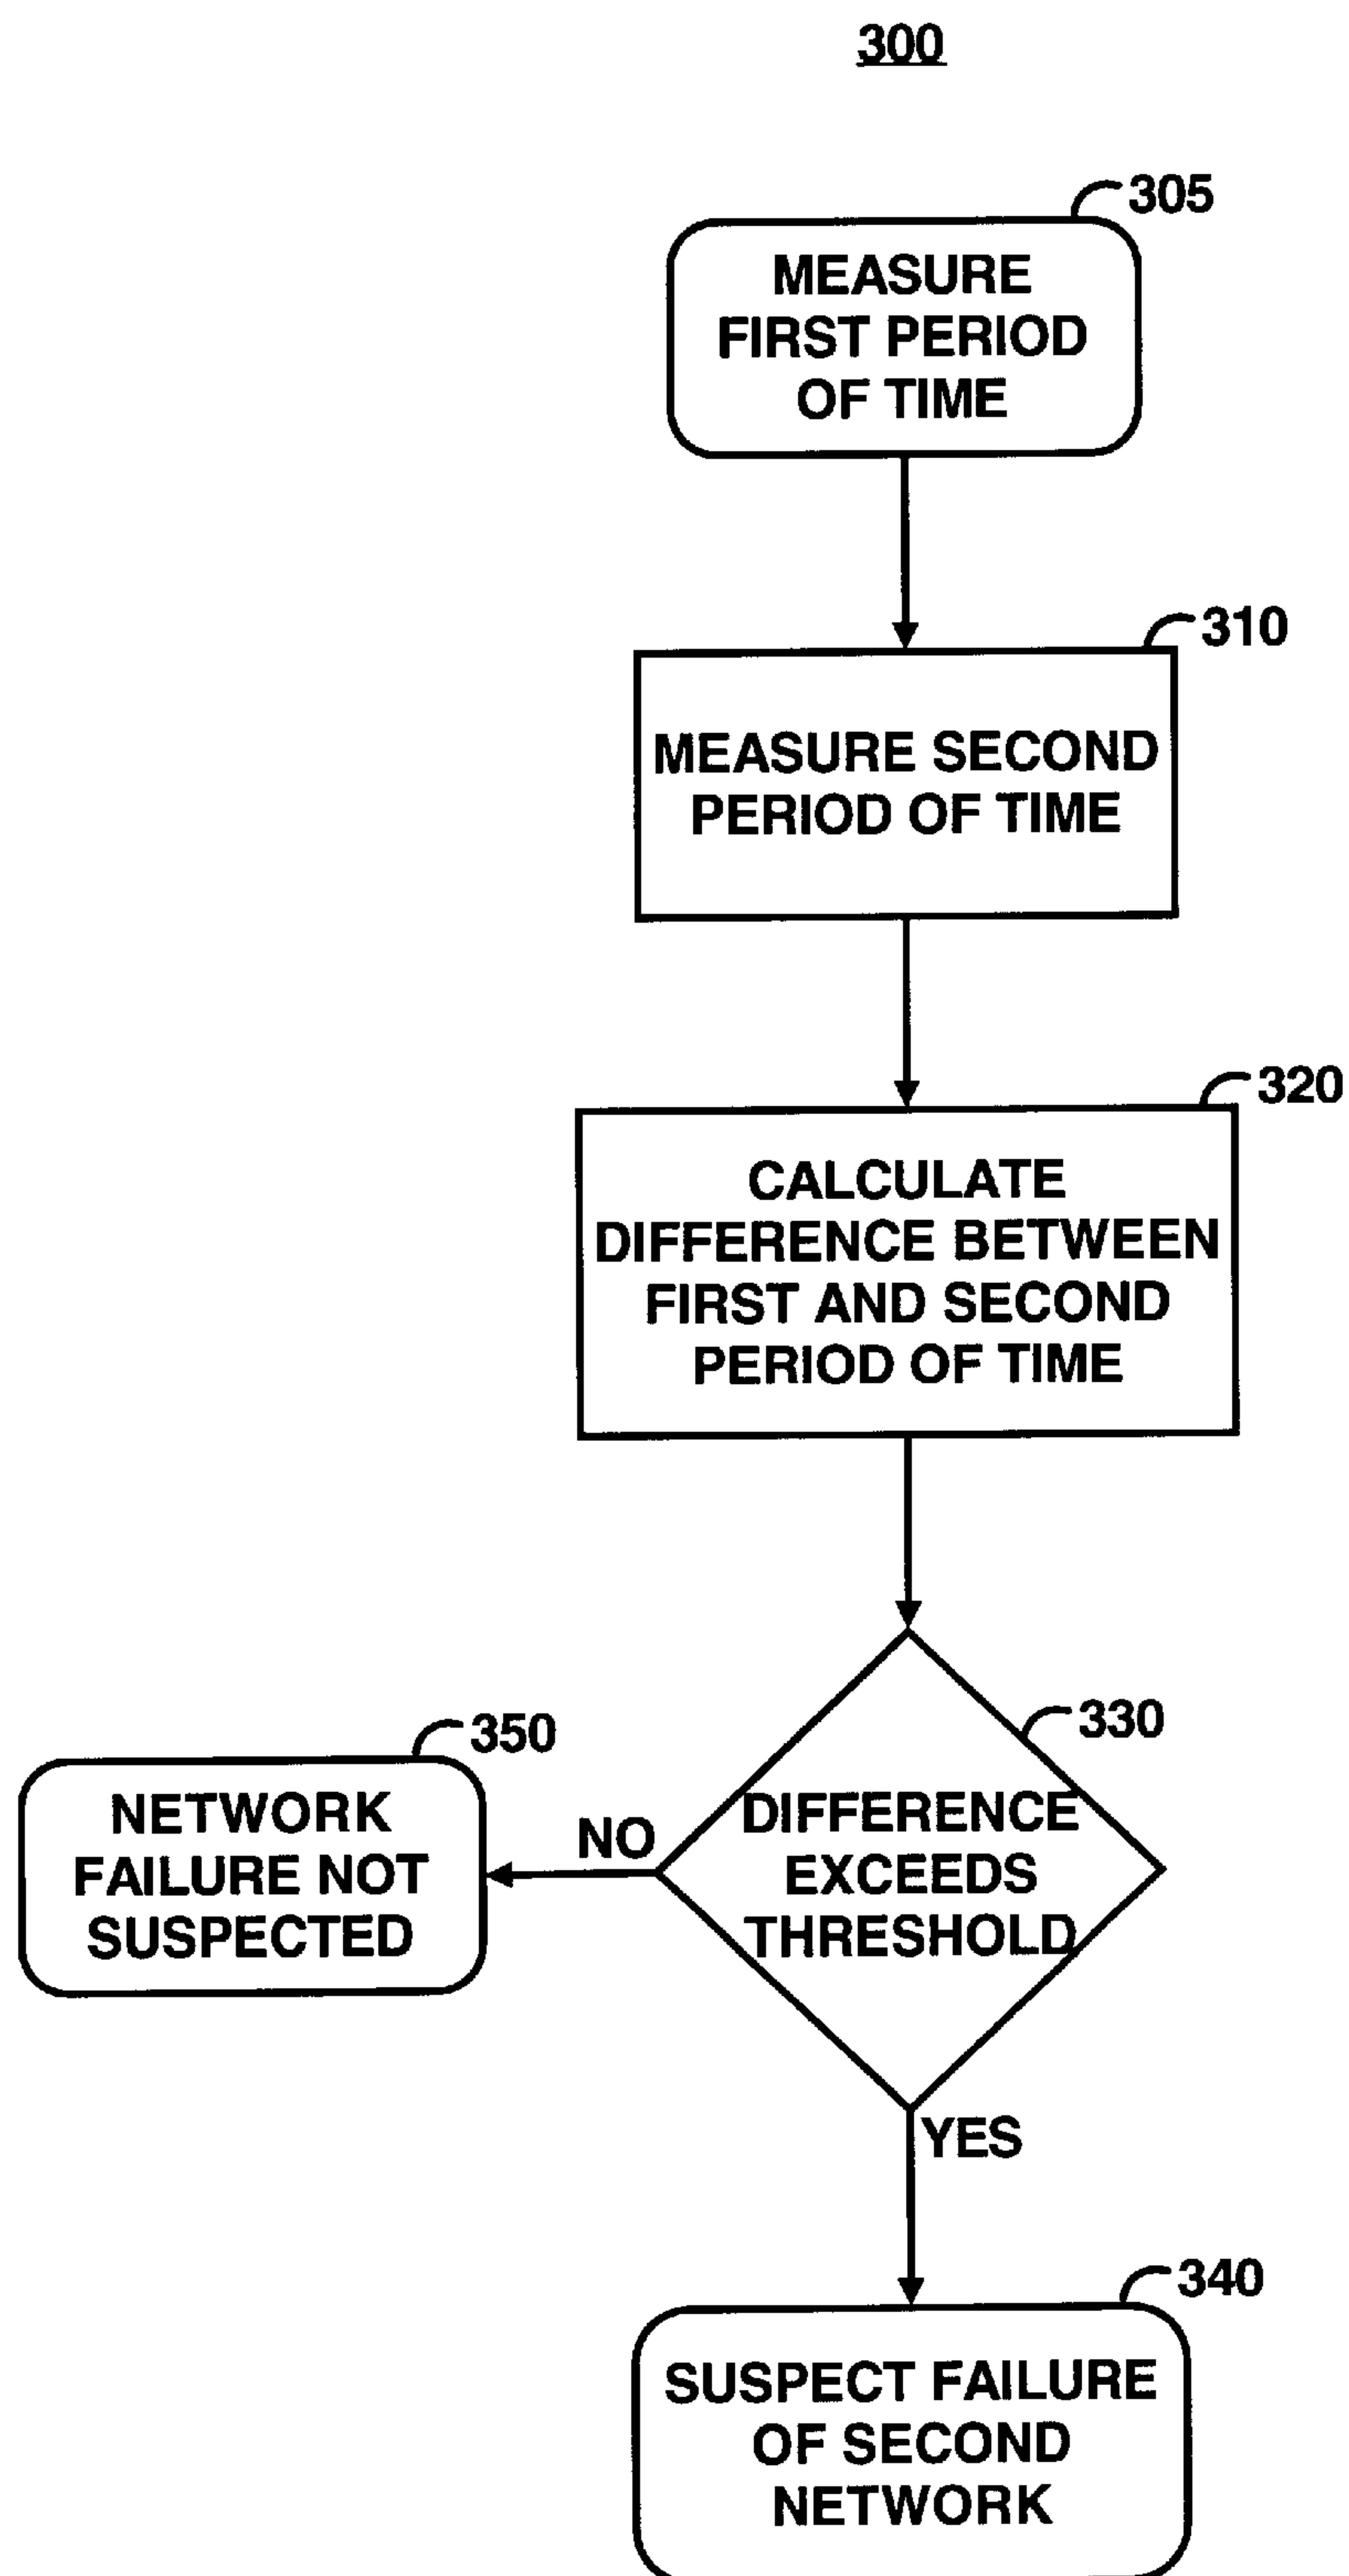 300
305
MEASURE
FIRST PERIOD
OF TIME
310
MEASURE SECOND
PERIOD OF TIME
320
CALCULATE
DIFFERENCE BETWEEN
FIRST AND SECOND
PERIOD OF TIME
330
DIFFERENCE
EXCEEDS
THRESHOLD
NO
350
NETWORK
FAILURE NOT
SUSPECTED
YES
340
SUSPECT FAILURE
OF SECOND
NETWORK